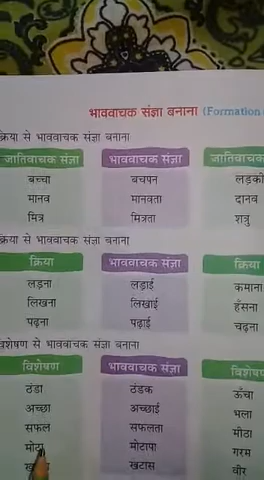 भाववाचक संज्ञा बनाना (Formation
क्रिया से भाववाचक संज्ञा बनाना
जातिवाचक संज्ञा भाववाचक संज्ञा जातिवाचक
बच्चा बचपन लड़की
मानव मानवता दानव
मित्र मित्रता शत्रु
क्रिया से भाववाचक संज्ञा बनाना
क्रिया भाववाचक संज्ञा क्रिया
लड़ना लड़ाई कमाना
लिखना लिखाई हँसना
पढ़ना पढ़ाई चढ़ना
वशेषण से भाववाचक संज्ञा बनाना
विशेषण भाववाचक संज्ञा विशेषण
ठंडा ठंडक ऊँचा
अच्छा अच्छाई भला
सफल सफलता मीठा
मोटा मोटापा गरम
खटास वीर